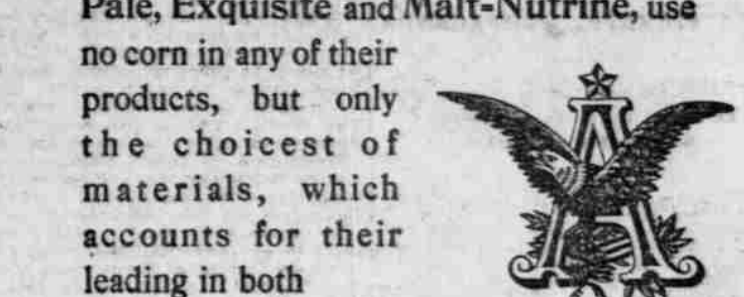 Pale, Exquisite and Malt-Nutrine, use
no corn in any of their
products, but only
the choicest of
materials, which
accounts for their
leading in both
A